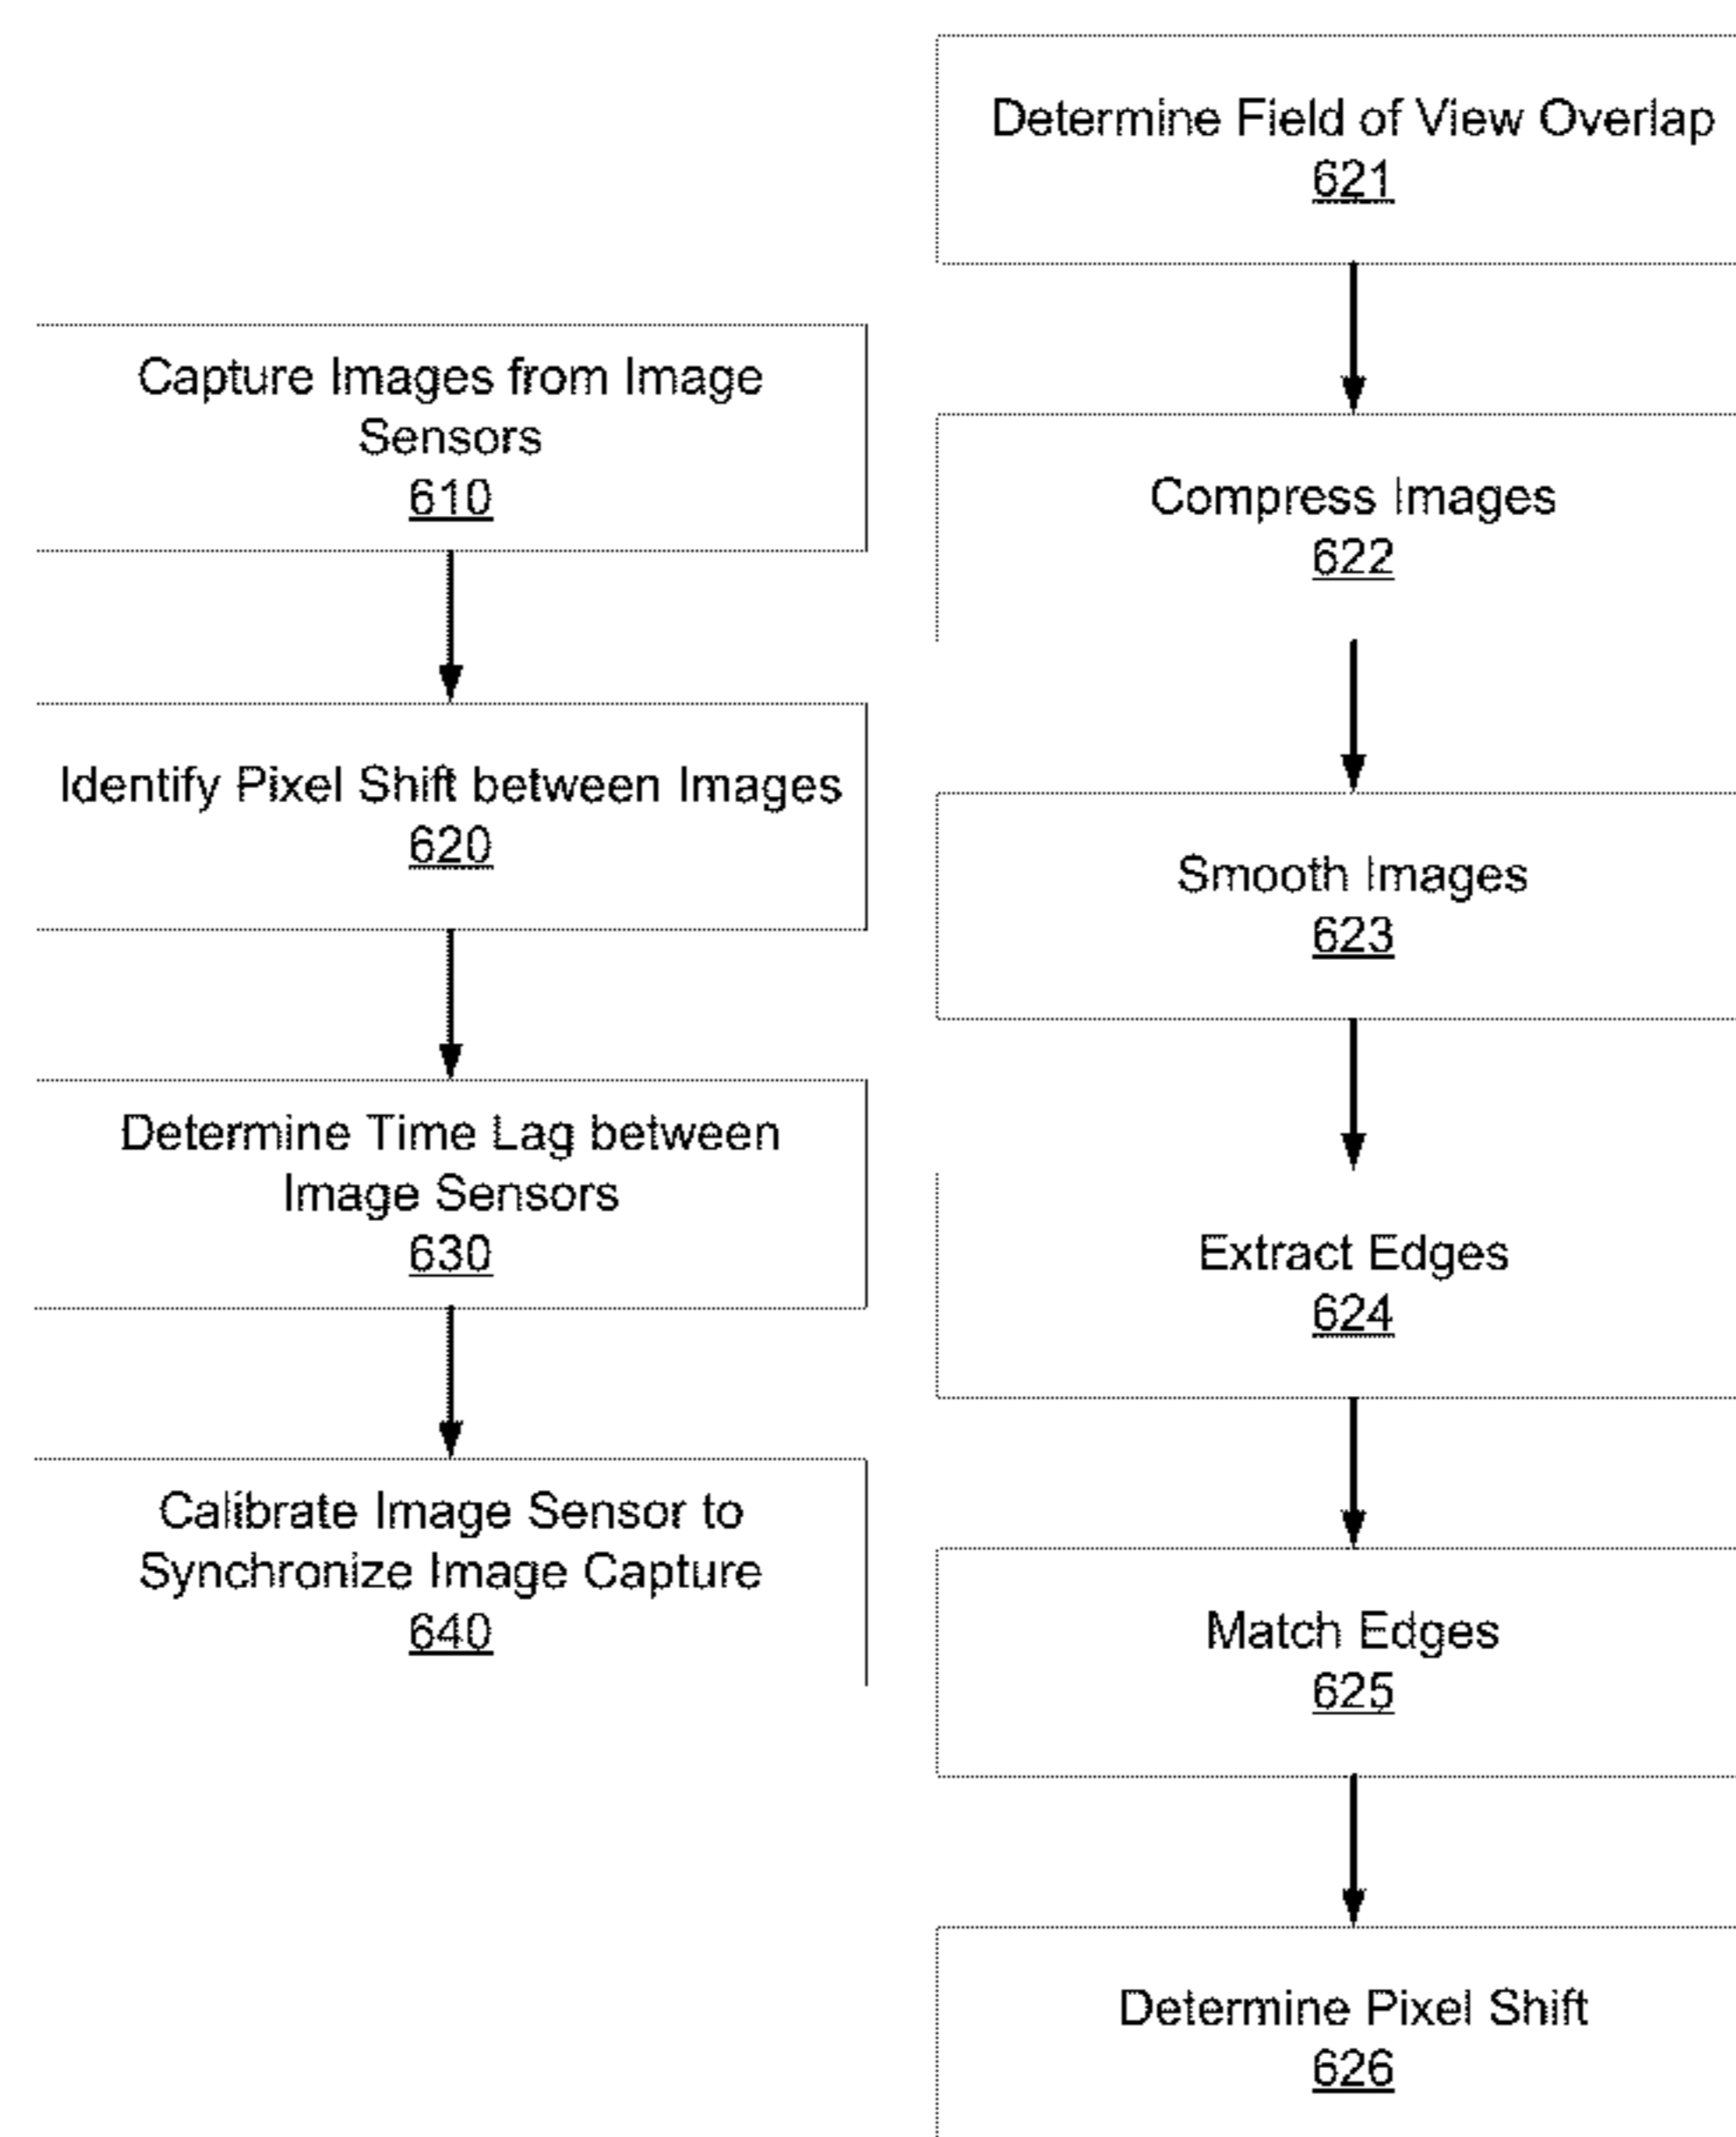 Capture Images from Image
Sensors
610
Identify Pixel Shift between Images
620
Determine Time Lag between
Image Sensors
630
Calibrate Image Sensor to
Synchronize Image Capture
640
Determine Field of View Overlap
621
Compress Images
622
Smooth Images
623
Extract Edges
624
Match Edges
625
Determine Pixel Shift
626